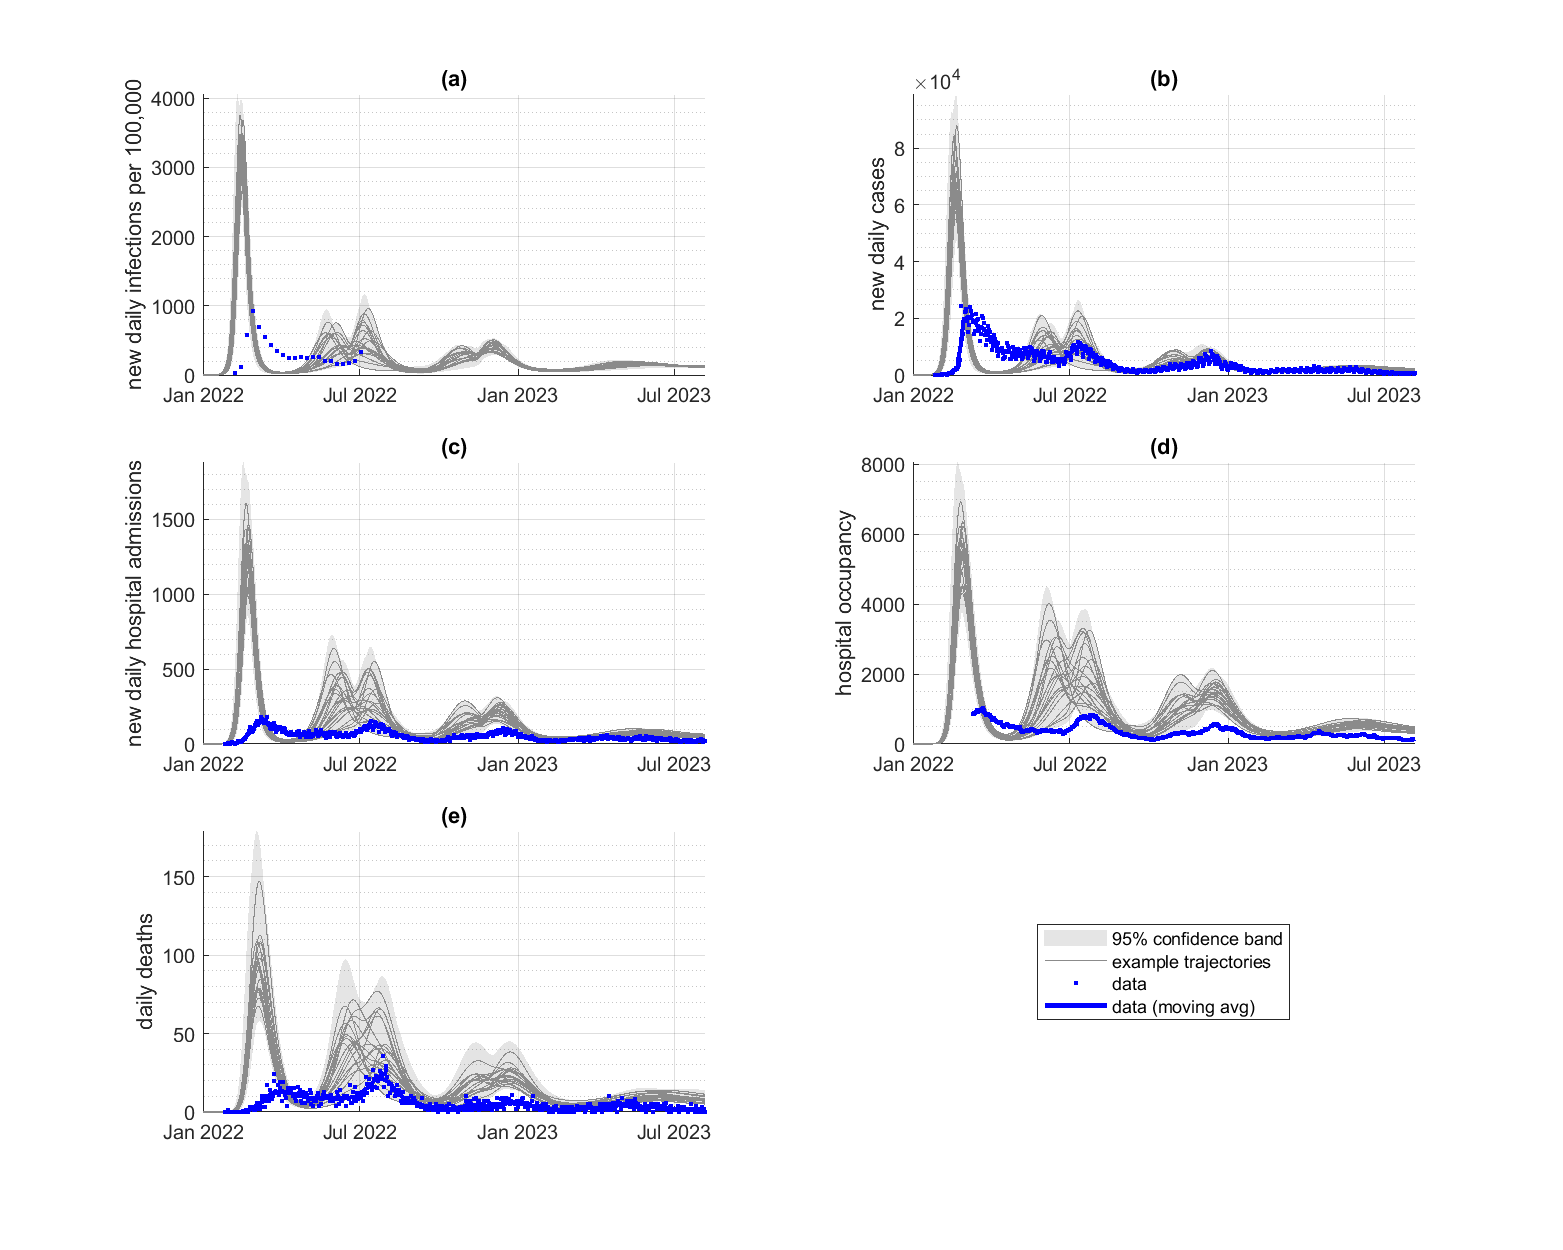 (a)
new daily infections per 100,000
4000
3000
2000
1000
0
Jan 2022 Jul 2022 Jan 2023 Jul 2023
(b)
×10⁴
new daily cases
8
6
4
2
0
Jan 2022 Jul 2022 Jan 2023 Jul 2023
(c)
new daily hospital admissions
1500
1000
500
0
Jan 2022 Jul 2022 Jan 2023 Jul 2023
(d)
hospital occupancy
8000
6000
4000
2000
0
Jan 2022 Jul 2022 Jan 2023 Jul 2023
(e)
daily deaths
150
100
50
0
Jan 2022 Jul 2022 Jan 2023 Jul 2023
95% confidence band
example trajectories
data
data (moving avg)